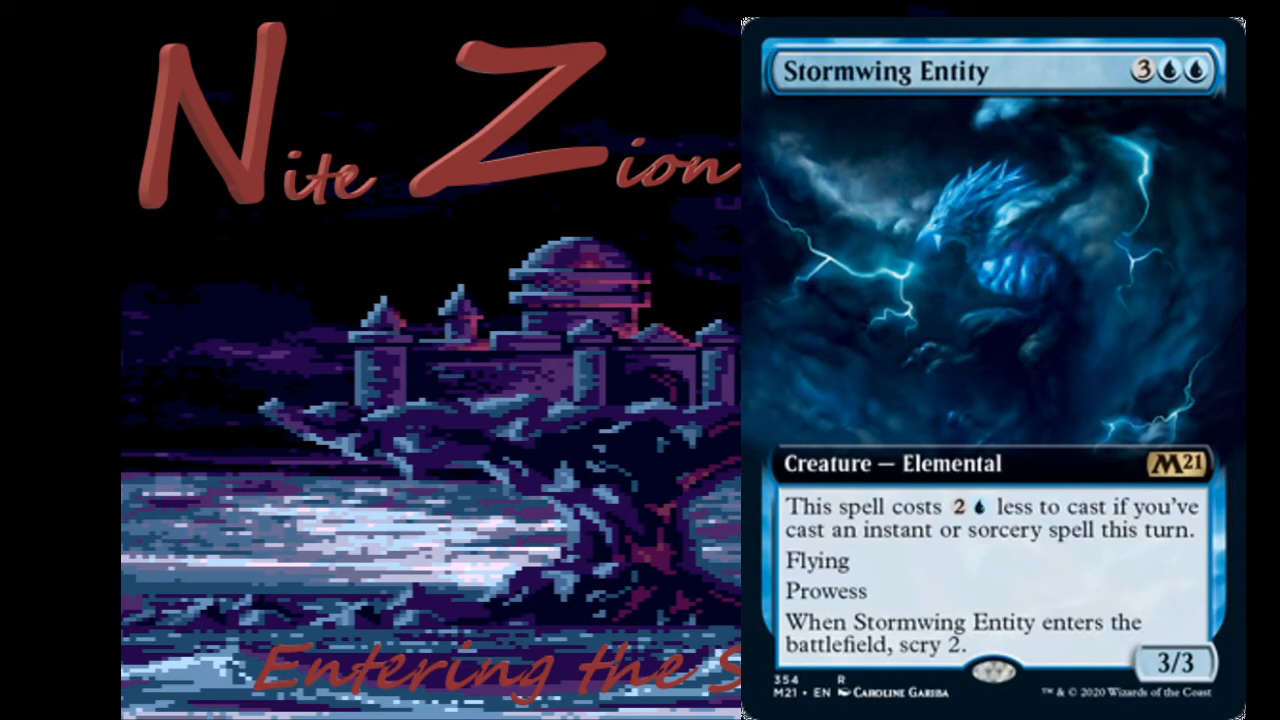 Nite Zion
Entering the S
Stormwing Entity 3
Creature — Elemental M21
This spell costs 2 less to cast if you've
cast an instant or sorcery spell this turn.
Flying
Prowess
When Stormwing Entity enters the
battlefield, scry 2.
3/3
354 R
M21 • EN CAROLINE GARIBA
™ & © 2020 Wizards of the Coast